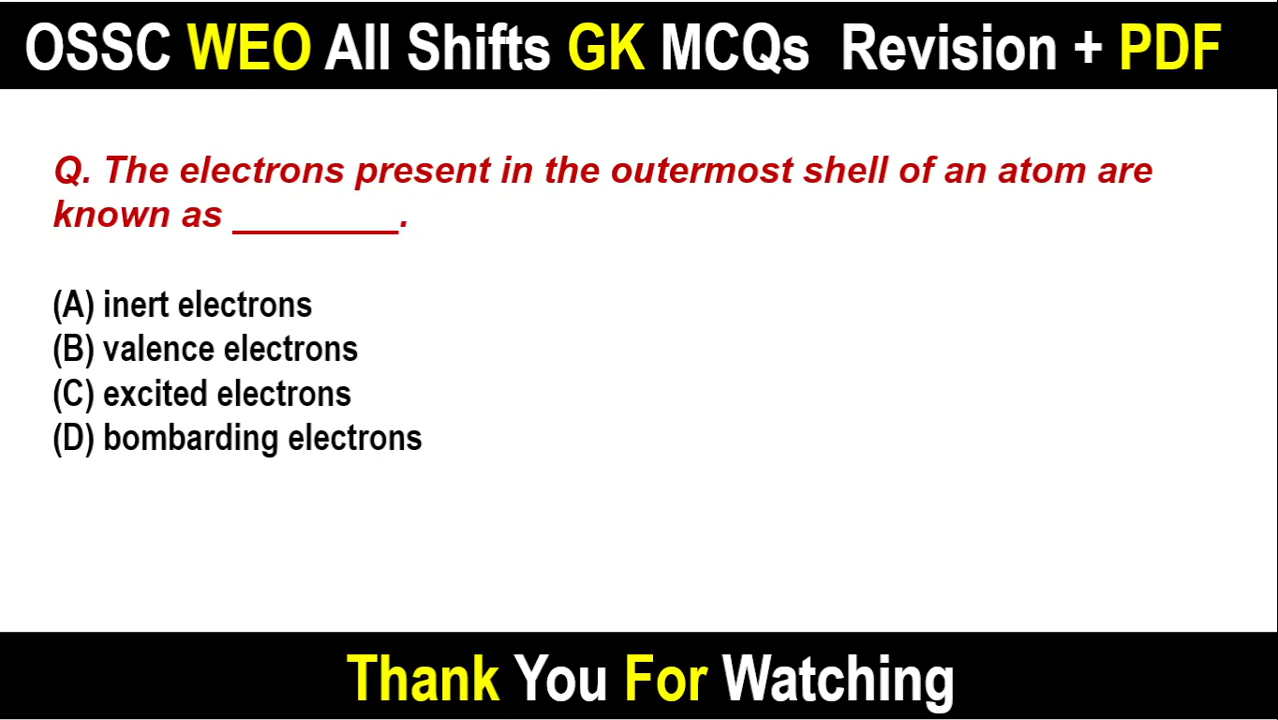 OSSC WEO All Shifts GK MCQs Revision + PDF
Q. The electrons present in the outermost shell of an atom are
known as ________.
(A) inert electrons
(B) valence electrons
(C) excited electrons
(D) bombarding electrons
Thank You For Watching